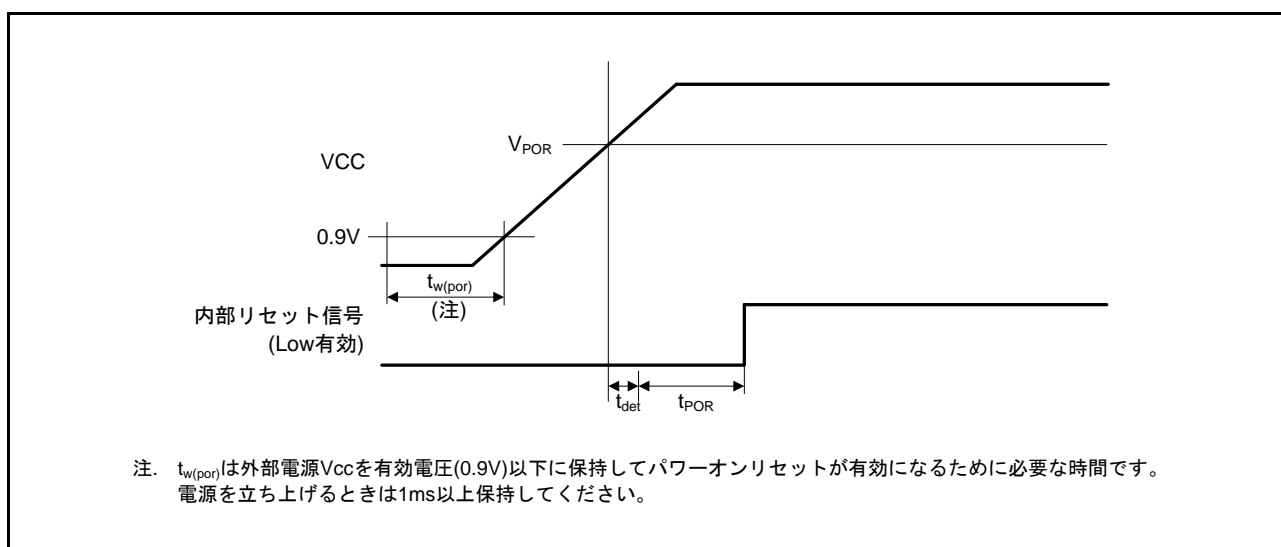 VPOR
VCC
0.9V
tw(por)
(注)
内部リセット信号
(Low有効)
tdet
tPOR
注. tw(por)は外部電源Vccを有効電圧(0.9V)以下に保持してパワーオンリセットが有効になるために必要な時間です。
電源を立ち上げるときは1ms以上保持してください。